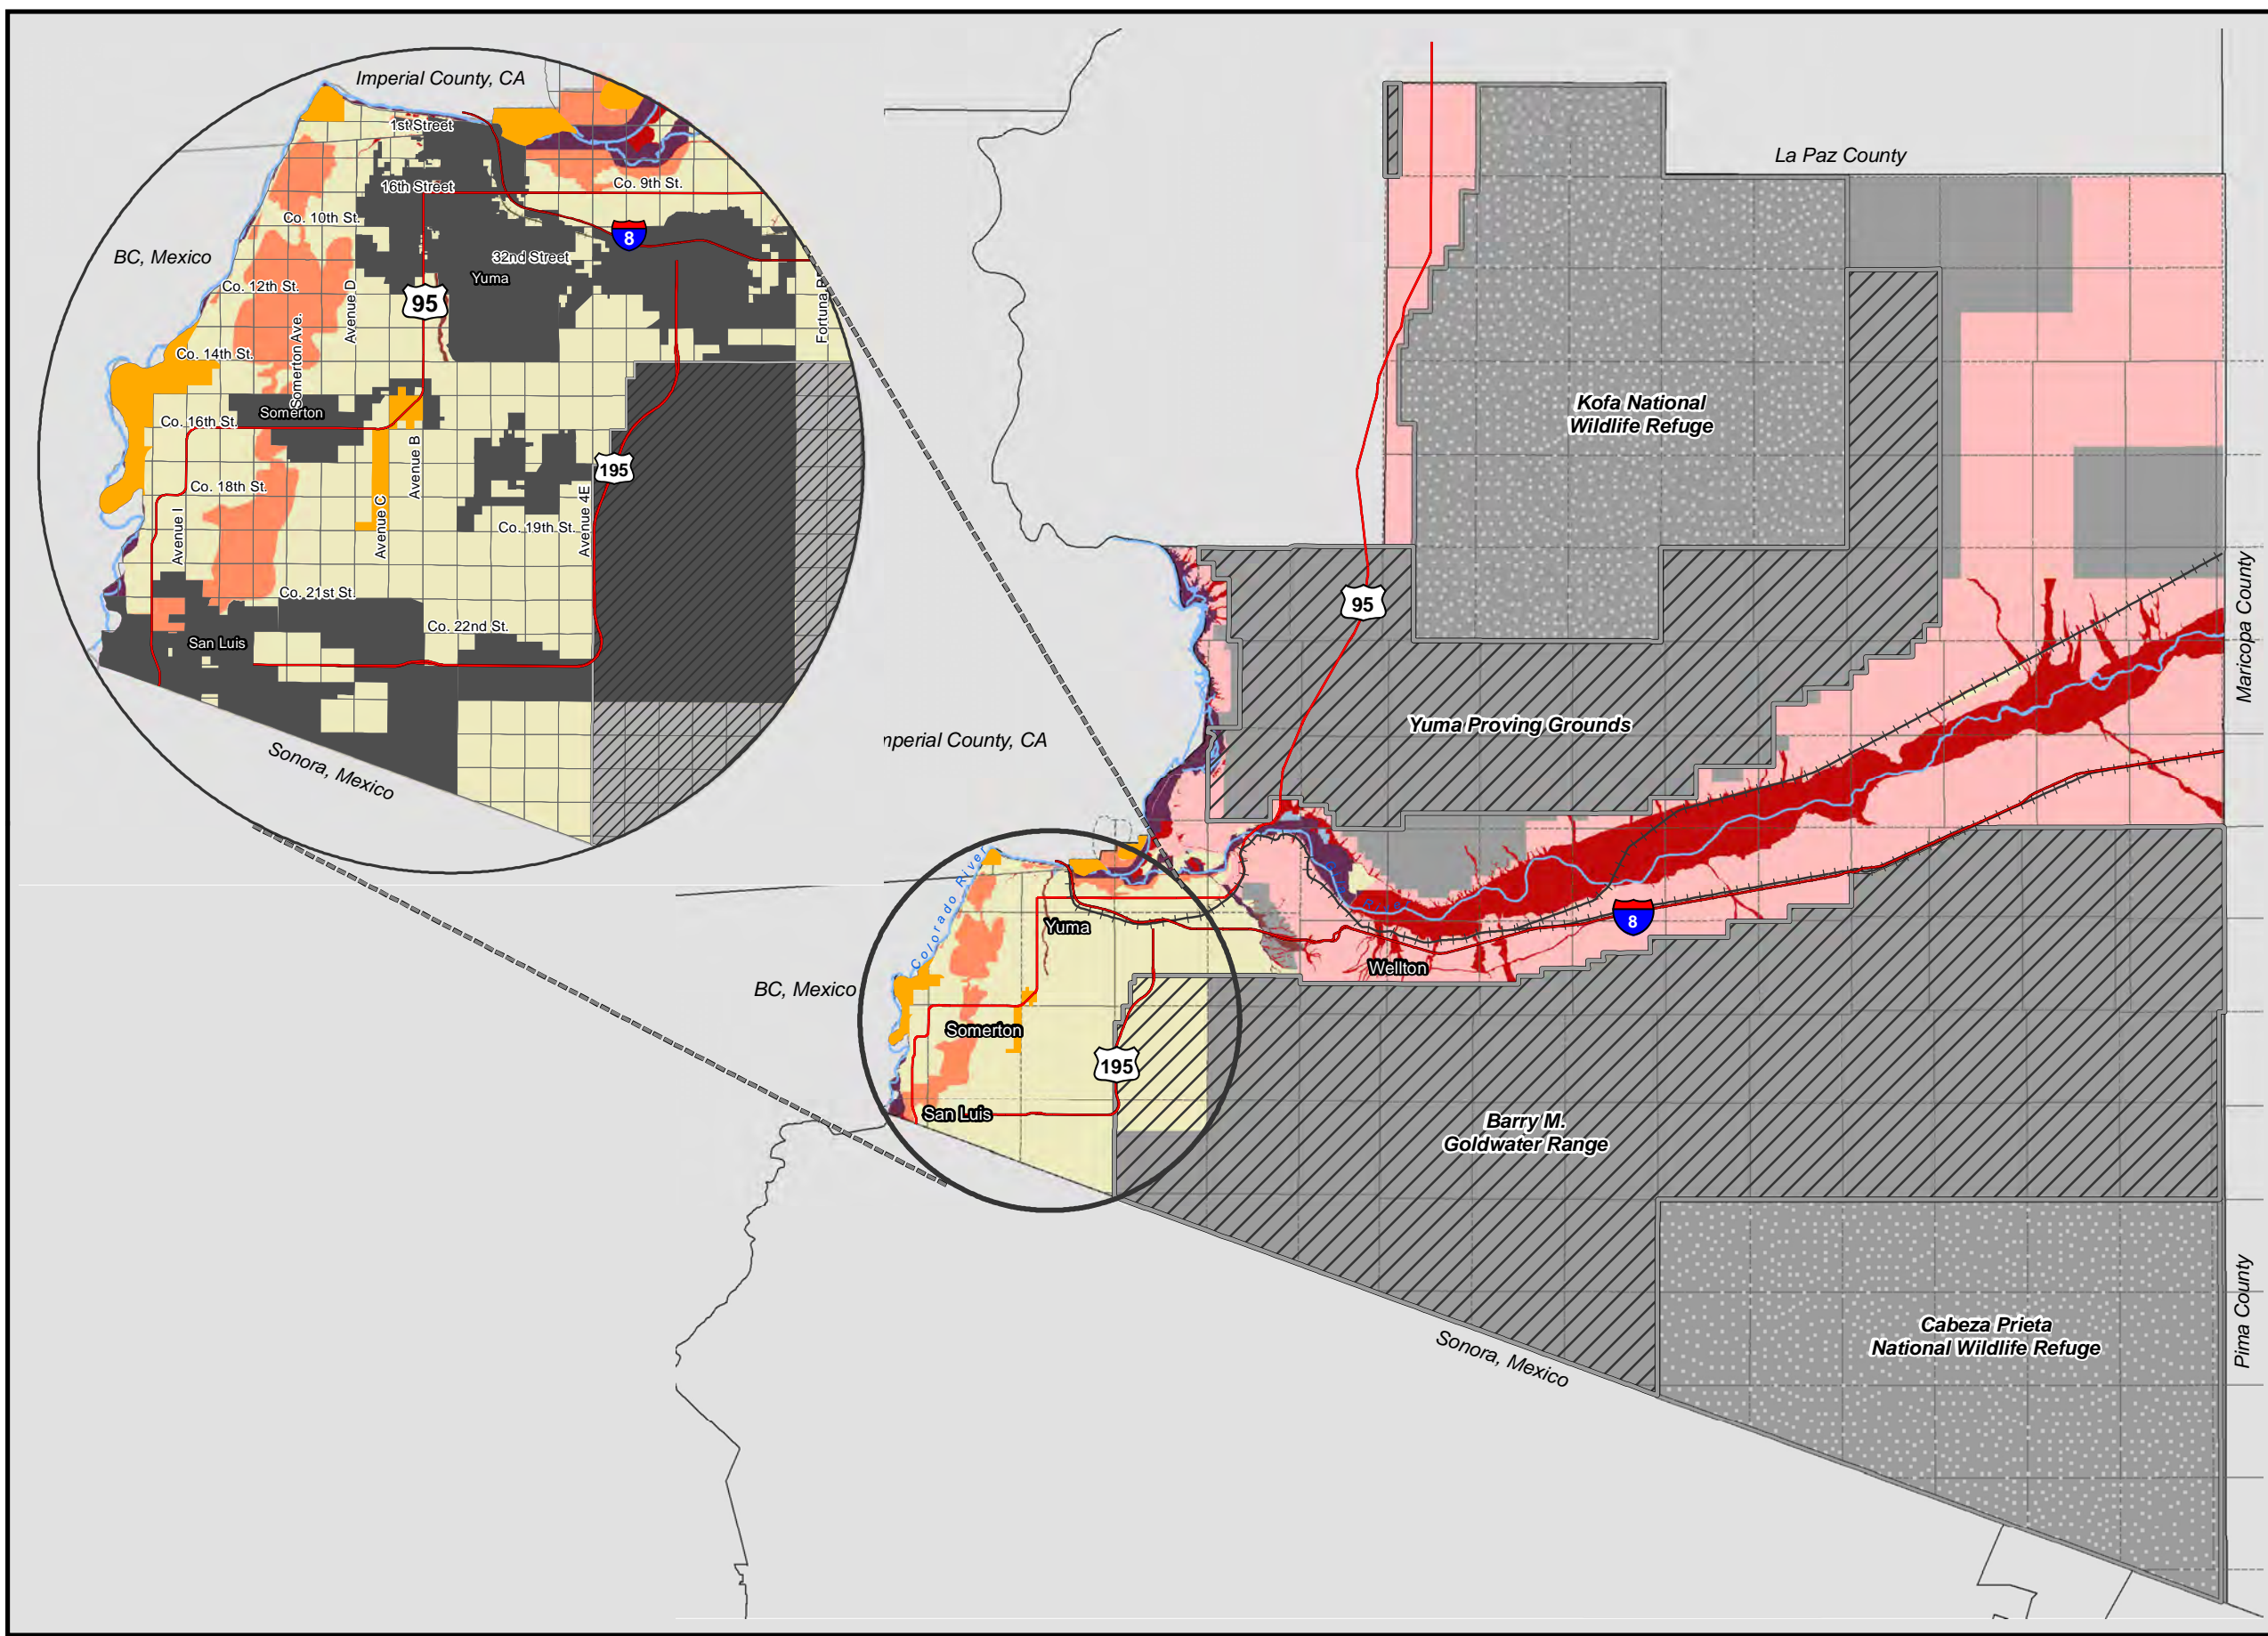 Imperial County, CA
1st Street
16th Street
Co. 9th St.
Co. 10th St.
8
BC, Mexico
32nd Street
Yuma
Co. 12th St.
Avenue D
95
Somerton Ave.
Co. 14th St.
Somerton
Co. 16th St.
Avenue B
195
Co. 18th St.
Avenue I
Avenue C
Co. 19th St.
Avenue 4E
Co. 21st St.
Co. 22nd St.
San Luis
Sonora, Mexico
La Paz County
Kofa National
Wildlife Refuge
95
Maricopa County
Yuma Proving Grounds
County, CA
Colorado River
River
8
Yuma
Wellton
BC, Mexico
Somerton
195
San Luis
Barry M.
Goldwater Range
Cabeza Prieta
National Wildlife Refuge
Sonora, Mexico
Pima County